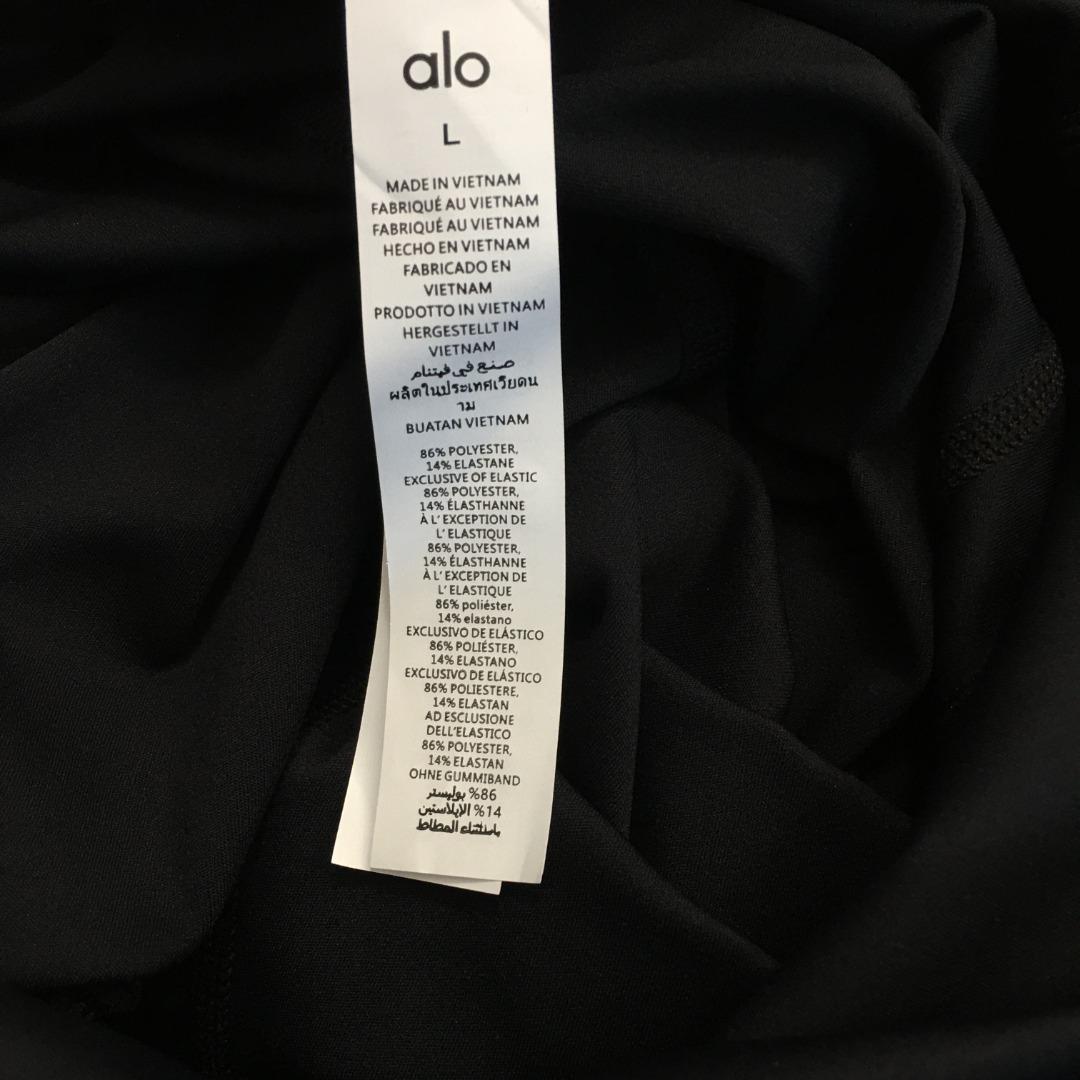 alo
L
MADE IN VIETNAM
FABRIQUÉ AU VIETNAM
FABRIQUÉ AU VIETNAM
HECHO EN VIETNAM
FABRICADO EN
VIETNAM
PRODOTTO IN VIETNAM
HERGESTELLT IN
VIETNAM
صنع في فيتنام
ผลิตในประเทศเวียดน
าม
BUATAN VIETNAM
86% POLYESTER,
14% ELASTANE
EXCLUSIVE OF ELASTIC
86% POLYESTER,
14% ÉLASTHANNE
À L' EXCEPTION DE
L' ELASTIQUE
86% POLYESTER,
14% ÉLASTHANNE
À L' EXCEPTION DE
L' ELASTIQUE
86% poliéster,
14% elastano
EXCLUSIVO DE ELÁSTICO
86% POLIÉSTER,
14% ELASTANO
EXCLUSIVO DE ELÁSTICO
86% POLIESTERE,
14% ELASTAN
AD ESCLUSIONE
DELL'ELASTICO
86% POLYESTER,
14% ELASTAN
OHNE GUMMIBAND
86% بوليستر
14% الإيلاستين
باستثناء المطاط